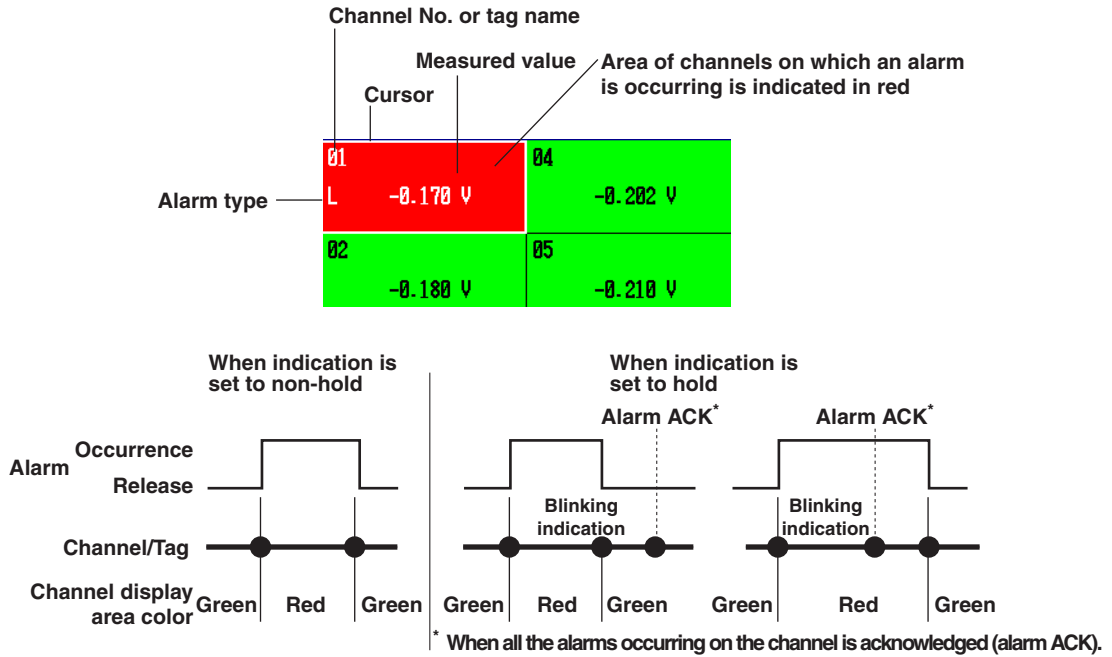 Channel No. or tag name
Measured value
Area of channels on which an alarm
is occurring is indicated in red
Cursor
01
04
Alarm type
L -0.170 V
-0.202 V
02
05
-0.180 V
-0.210 V
When indication is
set to non-hold
When indication is
set to hold
Alarm ACK*
Alarm ACK*
Alarm
Occurrence
Release
Blinking
indication
Blinking
indication
Channel/Tag
Channel display
area color
Green Red Green
Green Red Green
Green Red Green
* When all the alarms occurring on the channel is acknowledged (alarm ACK).